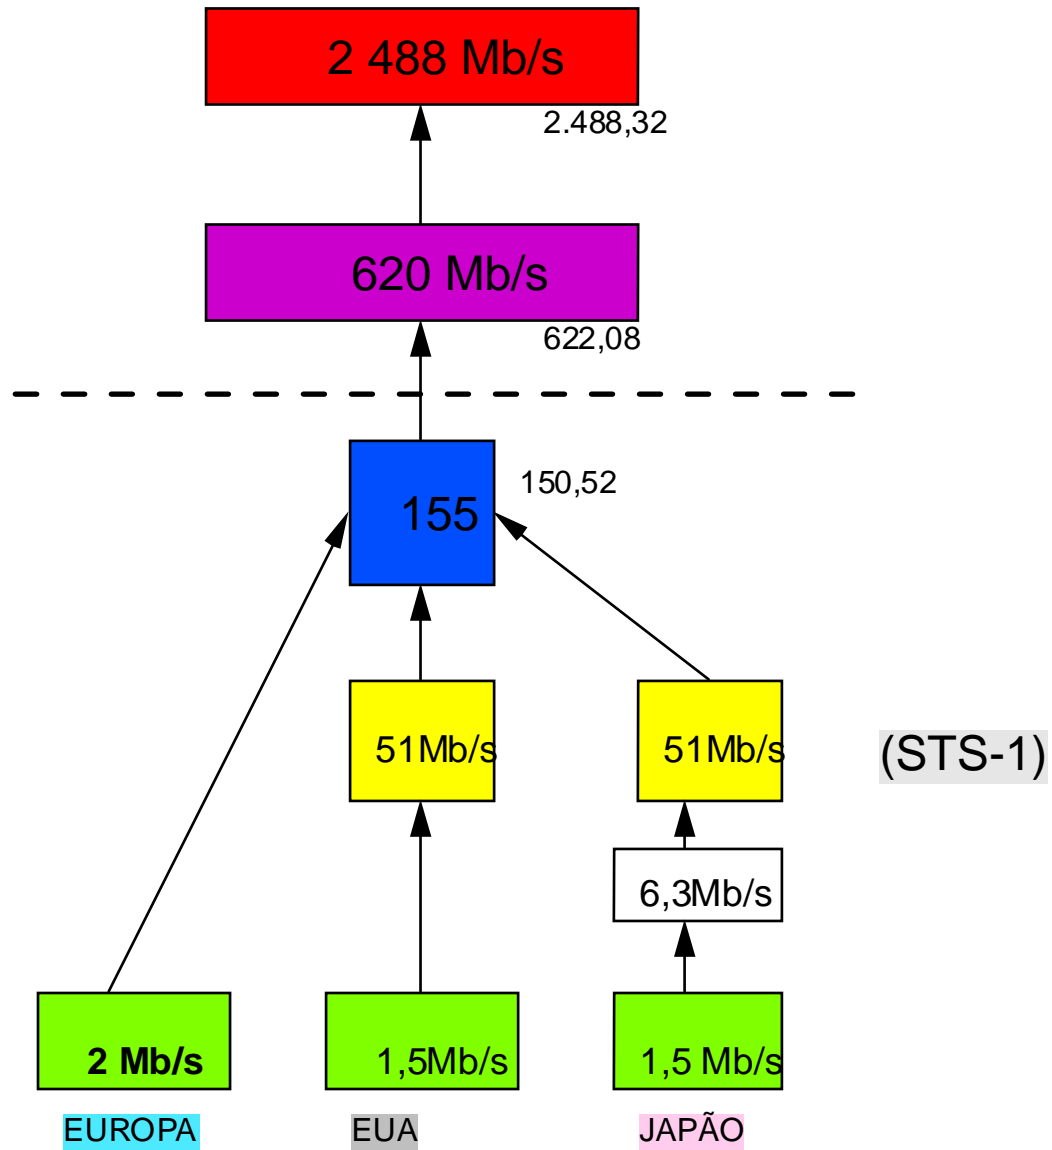 2 488 Mb/s
2.488,32
620 Mb/s
622,08
155
150,52
51Mb/s
51Mb/s
(STS-1)
6,3Mb/s
2 Mb/s
1,5Mb/s
1,5 Mb/s
EUROPA
EUA
JAPÃO